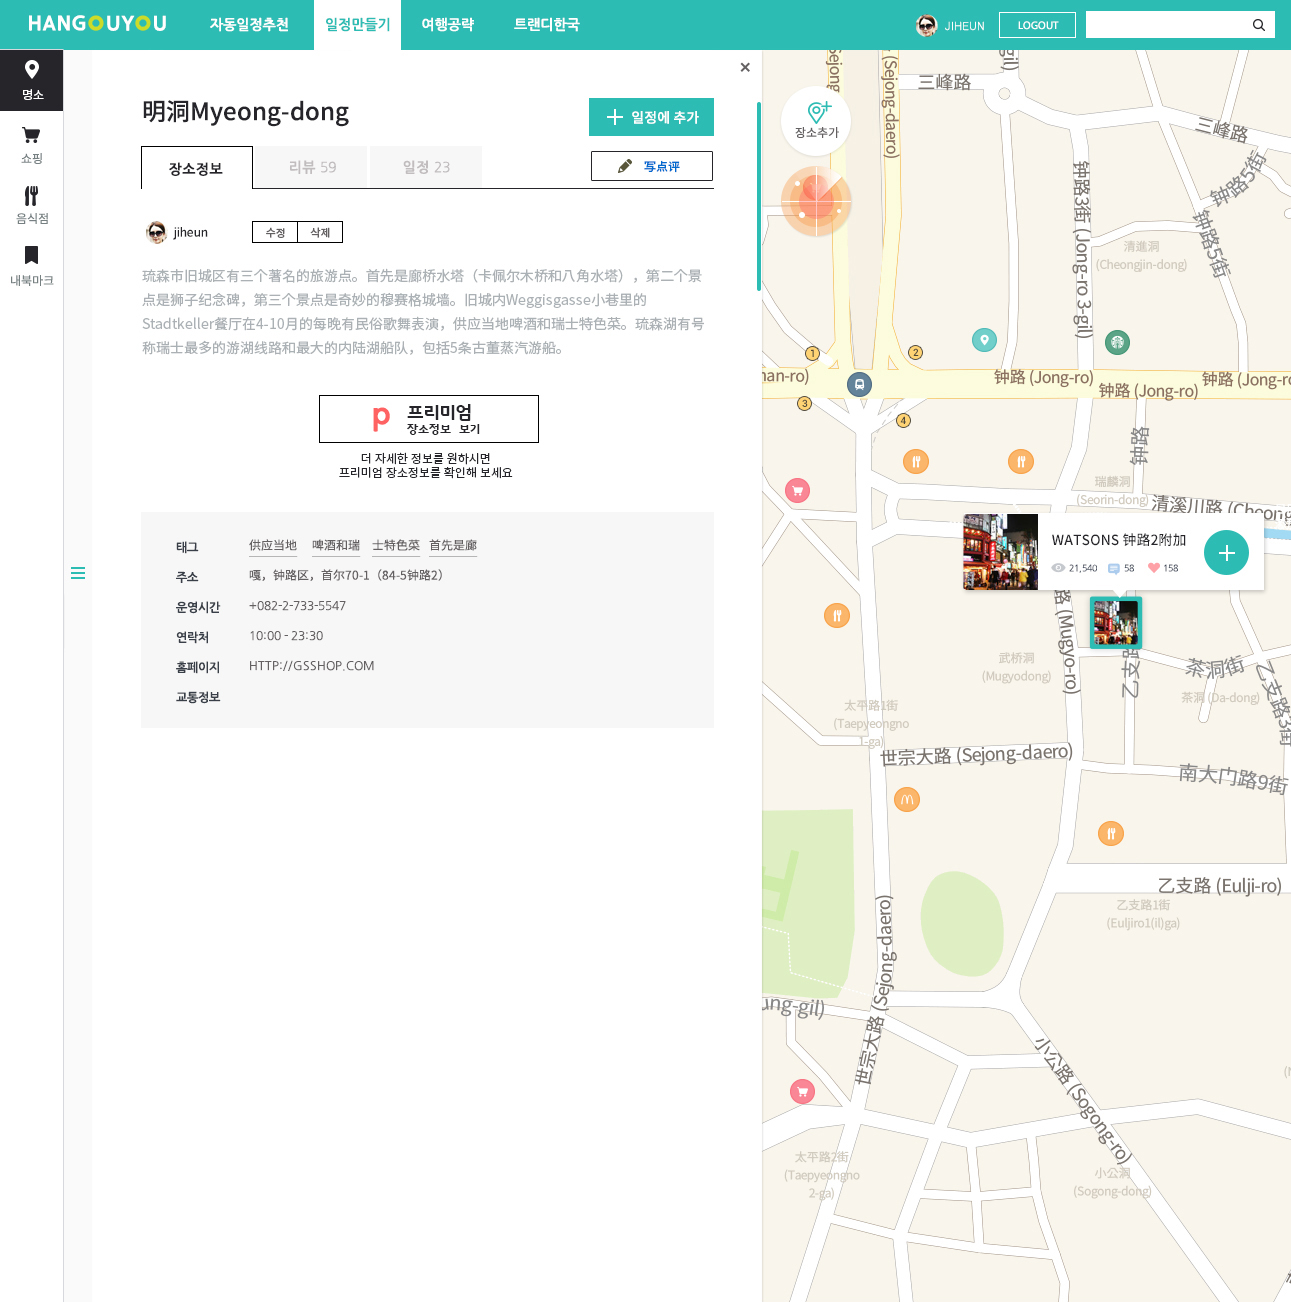 HANGOUYOU
자동일정추천
일정만들기
여행공략
트랜디한국
JIHEUN
LOGOUT
명소
쇼핑
음식점
내북마크
明洞Myeong-dong
일정에 추가
장소정보
리뷰 59
일정 23
写点评
jiheun
수정
삭제
琉森市旧城区有三个著名的旅游点。首先是廊桥水塔（卡佩尔木桥和八角水塔），第二个景
点是狮子纪念碑，第三个景点是奇妙的穆赛格城墙。旧城内Weggisgasse小巷里的
Stadtkeller餐厅在4-10月的每晚有民俗歌舞表演，供应当地啤酒和瑞士特色菜。琉森湖有号
称瑞士最多的游湖线路和最大的内陆湖船队，包括5条古董蒸汽游船。
p 프리미엄
장소정보 보기
더 자세한 정보를 원하시면
프리미엄 장소정보를 확인해 보세요
태그 供应当地 啤酒和瑞 士特色菜 首先是廊
주소 嘎，钟路区，首尔70-1（84-5钟路2）
운영시간 +082-2-733-5547
연락처 10:00 - 23:30
홈페이지 HTTP://GSSHOP.COM
교통정보
장소추가
(Sejong-daero)
三峰路
三峰路
钟路5街
钟路5街
钟路3街 (Jong-ro 3-gil)
清進洞
(Cheongjin-dong)
1
2
3
4
钟路 (Jong-ro)
钟路 (Jong-ro)
钟路 (Jong-ro
钟路
瑞麟洞
(Seorin-dong)
清溪川路 (Cheong
WATSONS 钟路2附加
21,540
58
158
路 (Mugyo-ro)
武桥洞
(Mugyodong)
乙支路
茶洞街
茶洞 (Da-dong)
乙支路3街
太平路1街
(Taepyeongno
1-ga)
世宗大路 (Sejong-daero)
南大门路9街
乙支路 (Eulji-ro)
乙支路1街
(Euljiro1(il)ga)
世宗大路 (Sejong-daero)
ung-gil)
小公路 (Sogong-ro)
太平路2街
(Taepyeongno
2-ga)
小公洞
(Sogong-dong)